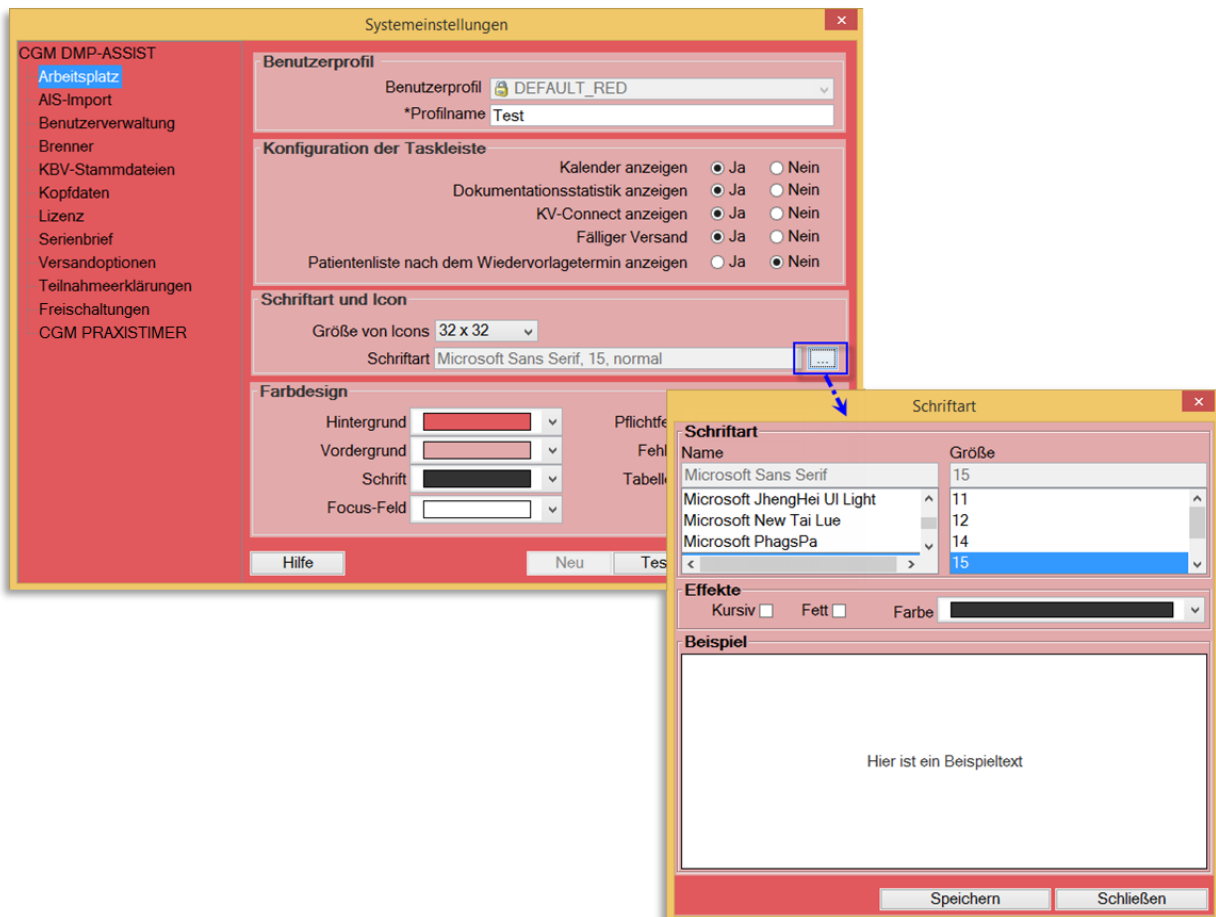 Systemeinstellungen
CGM DMP-ASSIST
Arbeitsplatz
AIS-Import
Benutzerverwaltung
Brenner
KBV-Stammdateien
Kopfdaten
Lizenz
Serienbrief
Versandoptionen
Teilnahmeerklärungen
Freischaltungen
CGM PRAXISTIMER
Benutzerprofil
Benutzerprofil DEFAULT_RED
*Profilname Test
Konfiguration der Taskleiste
Kalender anzeigen Ja Nein
Dokumentationsstatistik anzeigen Ja Nein
KV-Connect anzeigen Ja Nein
Fälliger Versand Ja Nein
Patientenliste nach dem Wiedervorlagetermin anzeigen Ja Nein
Schriftart und Icon
Größe von Icons 32 x 32
Schriftart Microsoft Sans Serif, 15, normal ...
Farbdesign
Hintergrund Pflichtfe
Vordergrund Fehl
Schrift Tabell
Focus-Feld
Hilfe Neu Tes
Schriftart
Schriftart
Name Größe
Microsoft Sans Serif 15
Microsoft JhengHei UI Light 11
Microsoft New Tai Lue 12
Microsoft PhagsPa 14
15
Effekte
Kursiv Fett Farbe
Beispiel
Hier ist ein Beispieltext
Speichern Schließen